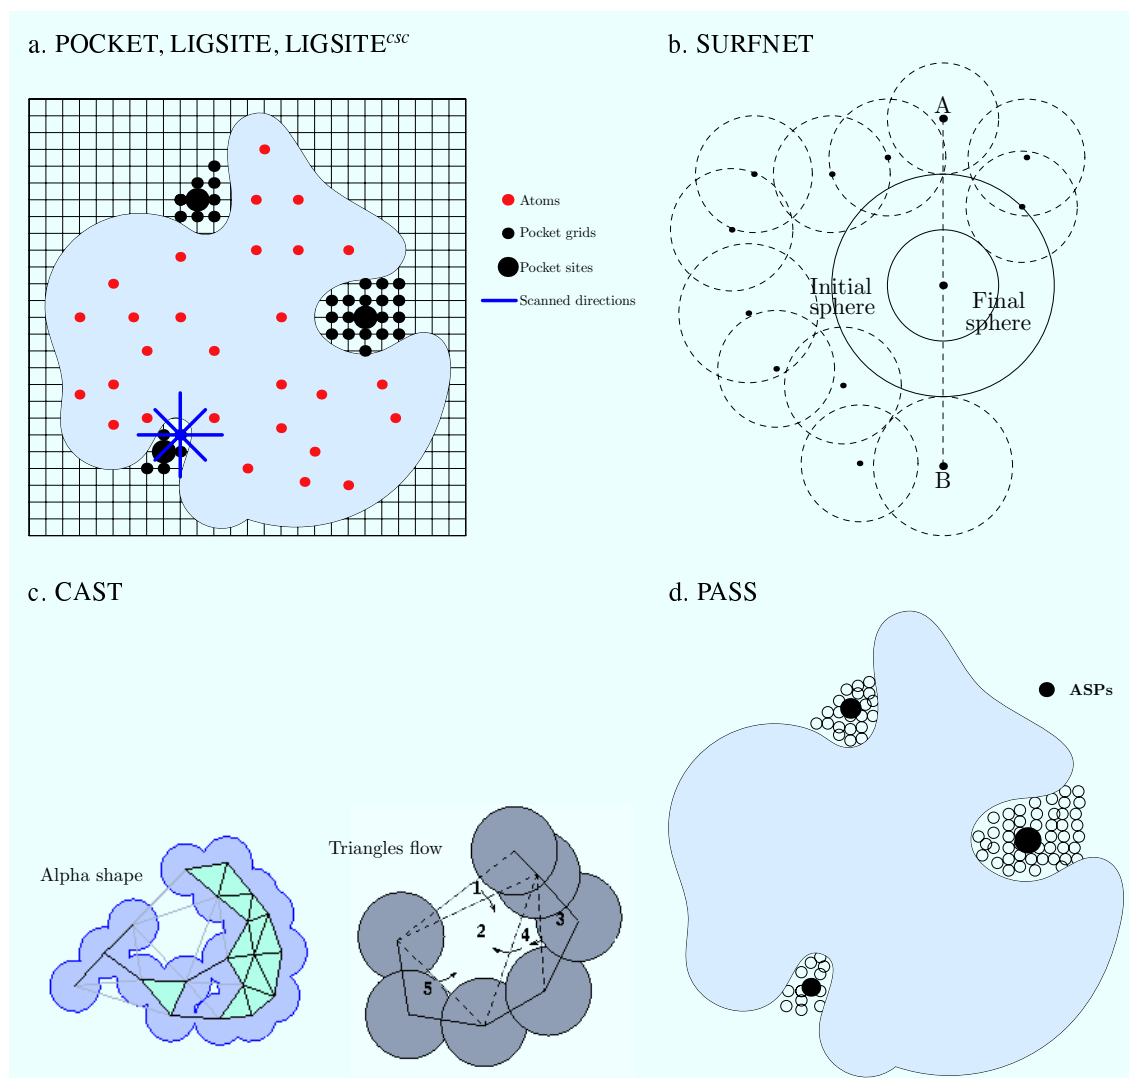 a. POCKET, LIGSITE, LIGSITE^csc
b. SURFNET
Atoms
Pocket grids
Pocket sites
Scanned directions
A
Initial
sphere
Final
sphere
B
c. CAST
d. PASS
Alpha shape
Triangles flow
1
2
3
4
5
ASPs